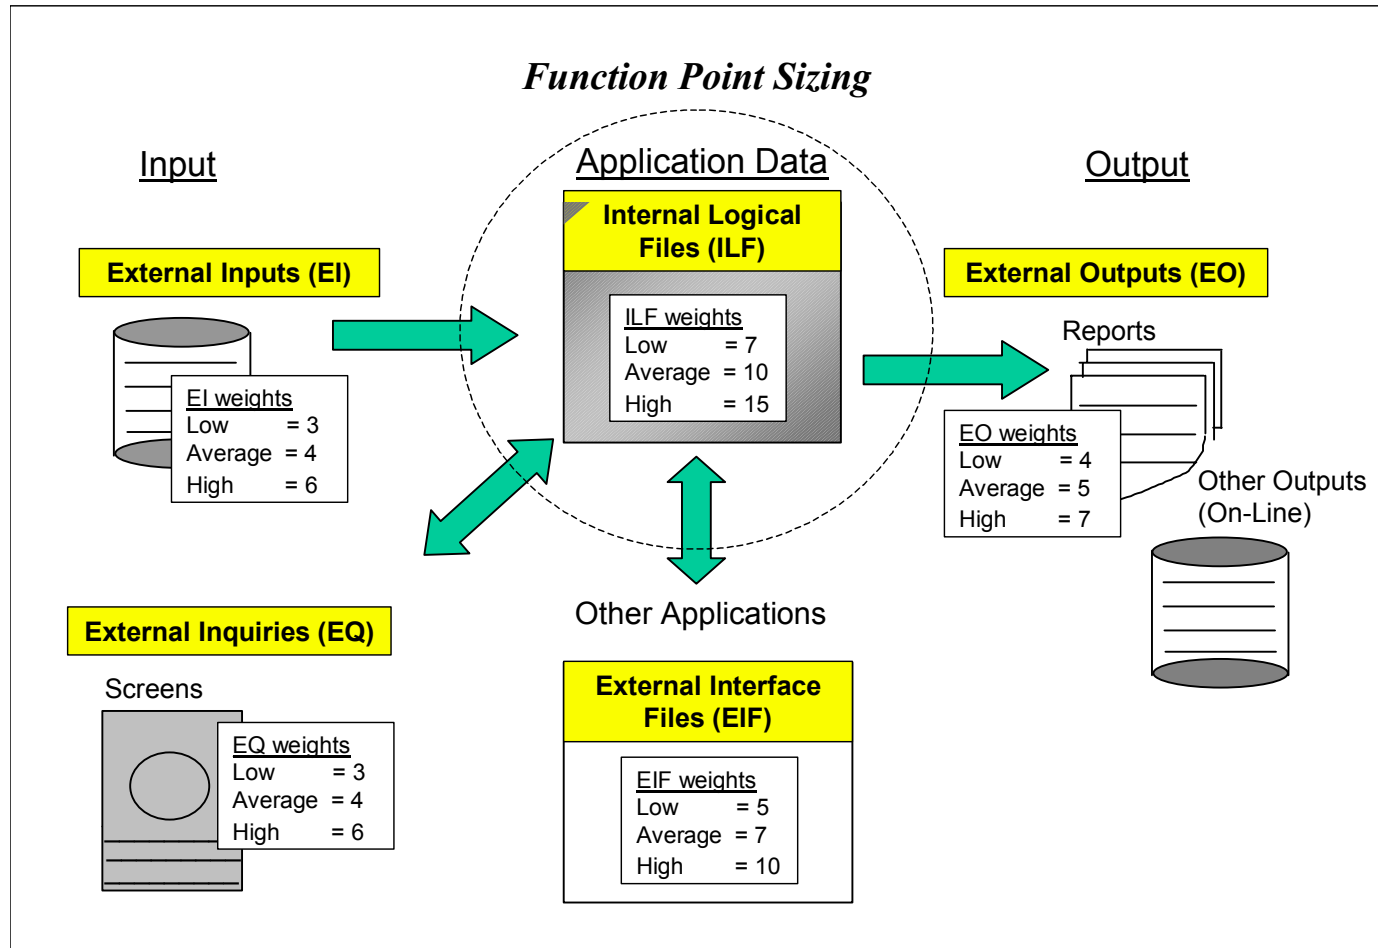 Function Point Sizing
Input
Application Data
Output
External Inputs (EI)
EI weights
Low = 3
Average = 4
High = 6
Internal Logical
Files (ILF)
ILF weights
Low = 7
Average = 10
High = 15
External Outputs (EO)
Reports
EO weights
Low = 4
Average = 5
High = 7
Other Outputs
(On-Line)
External Inquiries (EQ)
Screens
EQ weights
Low = 3
Average = 4
High = 6
Other Applications
External Interface
Files (EIF)
EIF weights
Low = 5
Average = 7
High = 10